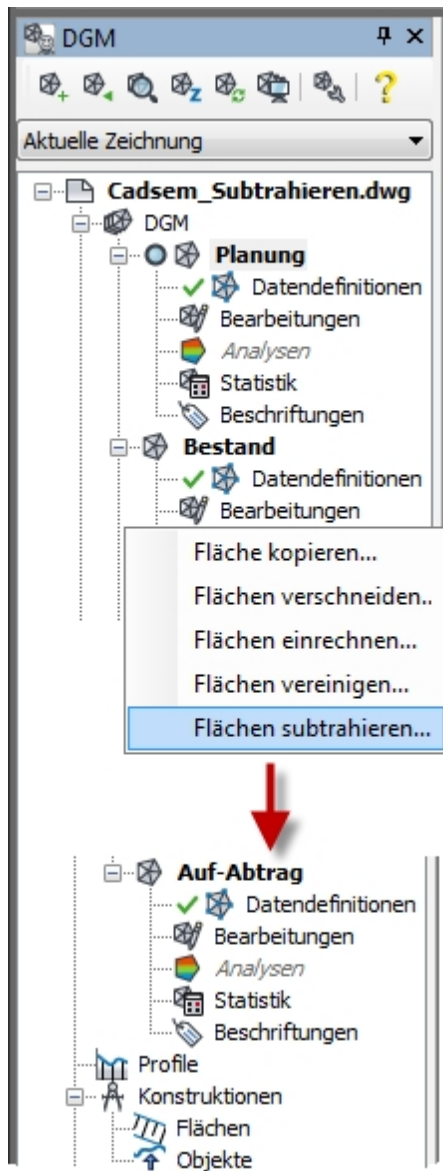 DGM
Aktuelle Zeichnung
Cadsem_Subtrahieren.dwg
DGM
Planung
Datendefinitionen
Bearbeitungen
Analysen
Statistik
Beschriftungen
Bestand
Datendefinitionen
Bearbeitungen
Fläche kopieren...
Flächen verschneiden..
Flächen einrechnen...
Flächen vereinigen...
Flächen subtrahieren...
Auf-Abtrag
Datendefinitionen
Bearbeitungen
Analysen
Statistik
Beschriftungen
Profile
Konstruktionen
Flächen
Objekte